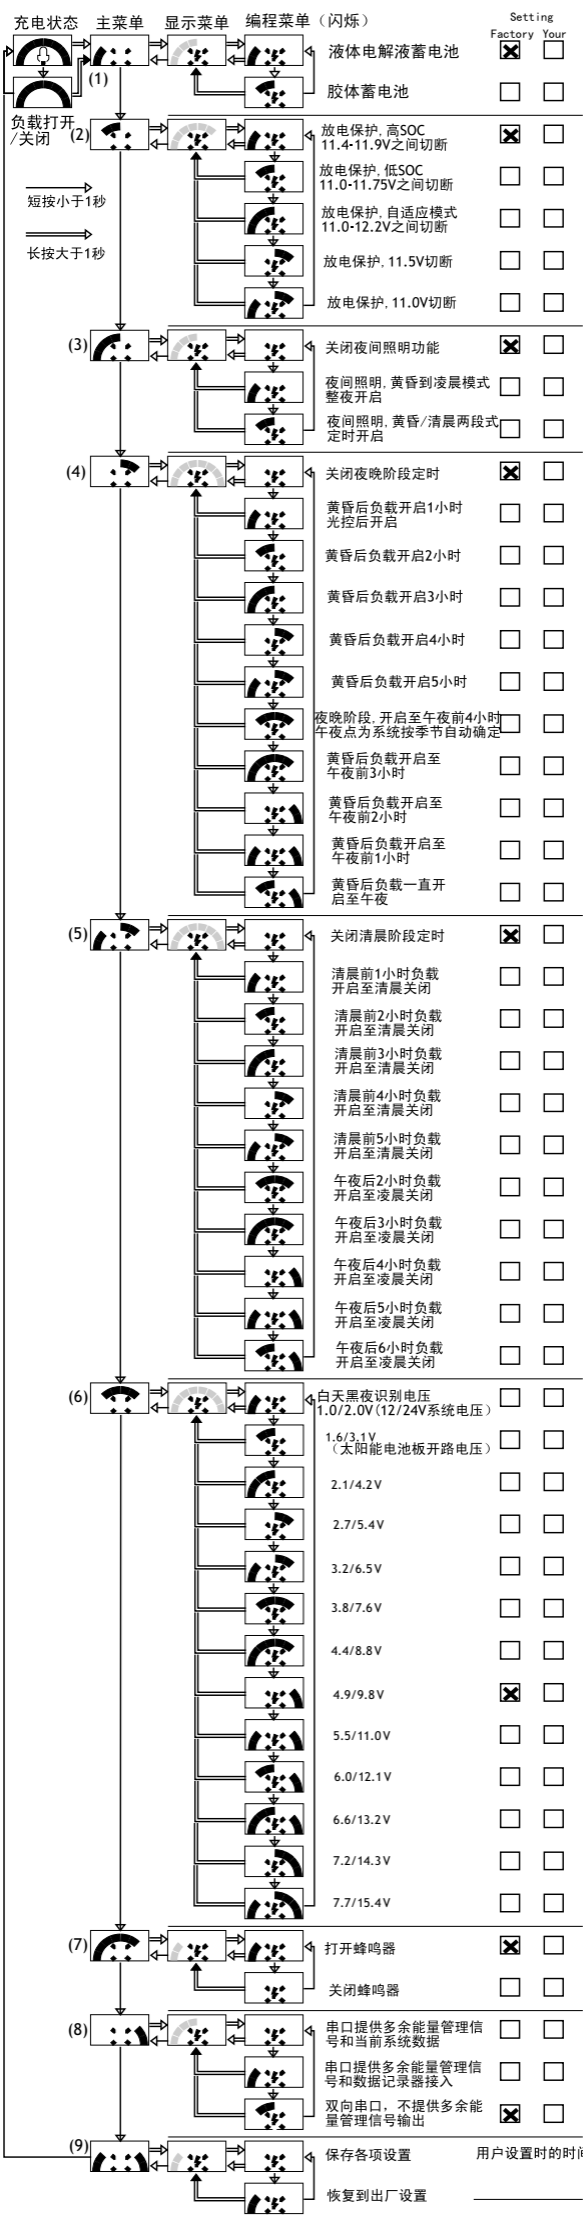 充电状态 主菜单 显示菜单 编程菜单（闪烁） Setting
Factory Your
(1)
液体电解液蓄电池
胶体蓄电池
负载打开
/关闭
(2)
放电保护, 高SOC
11.4-11.9V之间切断
放电保护, 低SOC
11.0-11.75V之间切断
短按小于1秒
放电保护, 自适应模式
11.0-12.2V之间切断
长按大于1秒
放电保护, 11.5V切断
放电保护, 11.0V切断
(3)
关闭夜间照明功能
夜间照明, 黄昏到凌晨模式
整夜开启
夜间照明, 黄昏/清晨两段式
定时开启
(4)
关闭夜晚阶段定时
黄昏后负载开启1小时
光控后开启
黄昏后负载开启2小时
黄昏后负载开启3小时
黄昏后负载开启4小时
黄昏后负载开启5小时
夜晚阶段, 开启至午夜前4小时
午夜点为系统按季节自动确定
黄昏后负载开启至
午夜前3小时
黄昏后负载开启至
午夜前2小时
黄昏后负载开启至
午夜前1小时
黄昏后负载一直开
启至午夜
(5)
关闭清晨阶段定时
清晨前1小时负载
开启至清晨关闭
清晨前2小时负载
开启至清晨关闭
清晨前3小时负载
开启至清晨关闭
清晨前4小时负载
开启至清晨关闭
清晨前5小时负载
开启至清晨关闭
午夜后2小时负载
开启至凌晨关闭
午夜后3小时负载
开启至凌晨关闭
午夜后4小时负载
开启至凌晨关闭
午夜后5小时负载
开启至凌晨关闭
午夜后6小时负载
开启至凌晨关闭
(6)
白天黑夜识别电压
1.0/2.0V(12/24V系统电压)
1.6/3.1V
(太阳能电池板开路电压)
2.1/4.2V
2.7/5.4V
3.2/6.5V
3.8/7.6V
4.4/8.8V
4.9/9.8V
5.5/11.0V
6.0/12.1V
6.6/13.2V
7.2/14.3V
7.7/15.4V
(7)
打开蜂鸣器
关闭蜂鸣器
(8)
串口提供多余能量管理信
号和当前系统数据
串口提供多余能量管理信
号和数据记录器接入
双向串口，不提供多余能
量管理信号输出
(9)
保存各项设置 用户设置时的时间
恢复到出厂设置